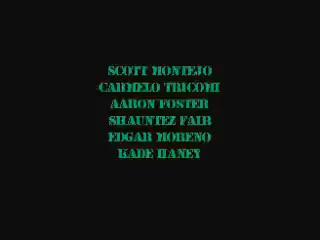 SCOTT MONTEJO
CARMELO TRICOMI
AARON FOSTER
SHAUNTEZ FAIR
EDGAR MORENO
KADE HANEY